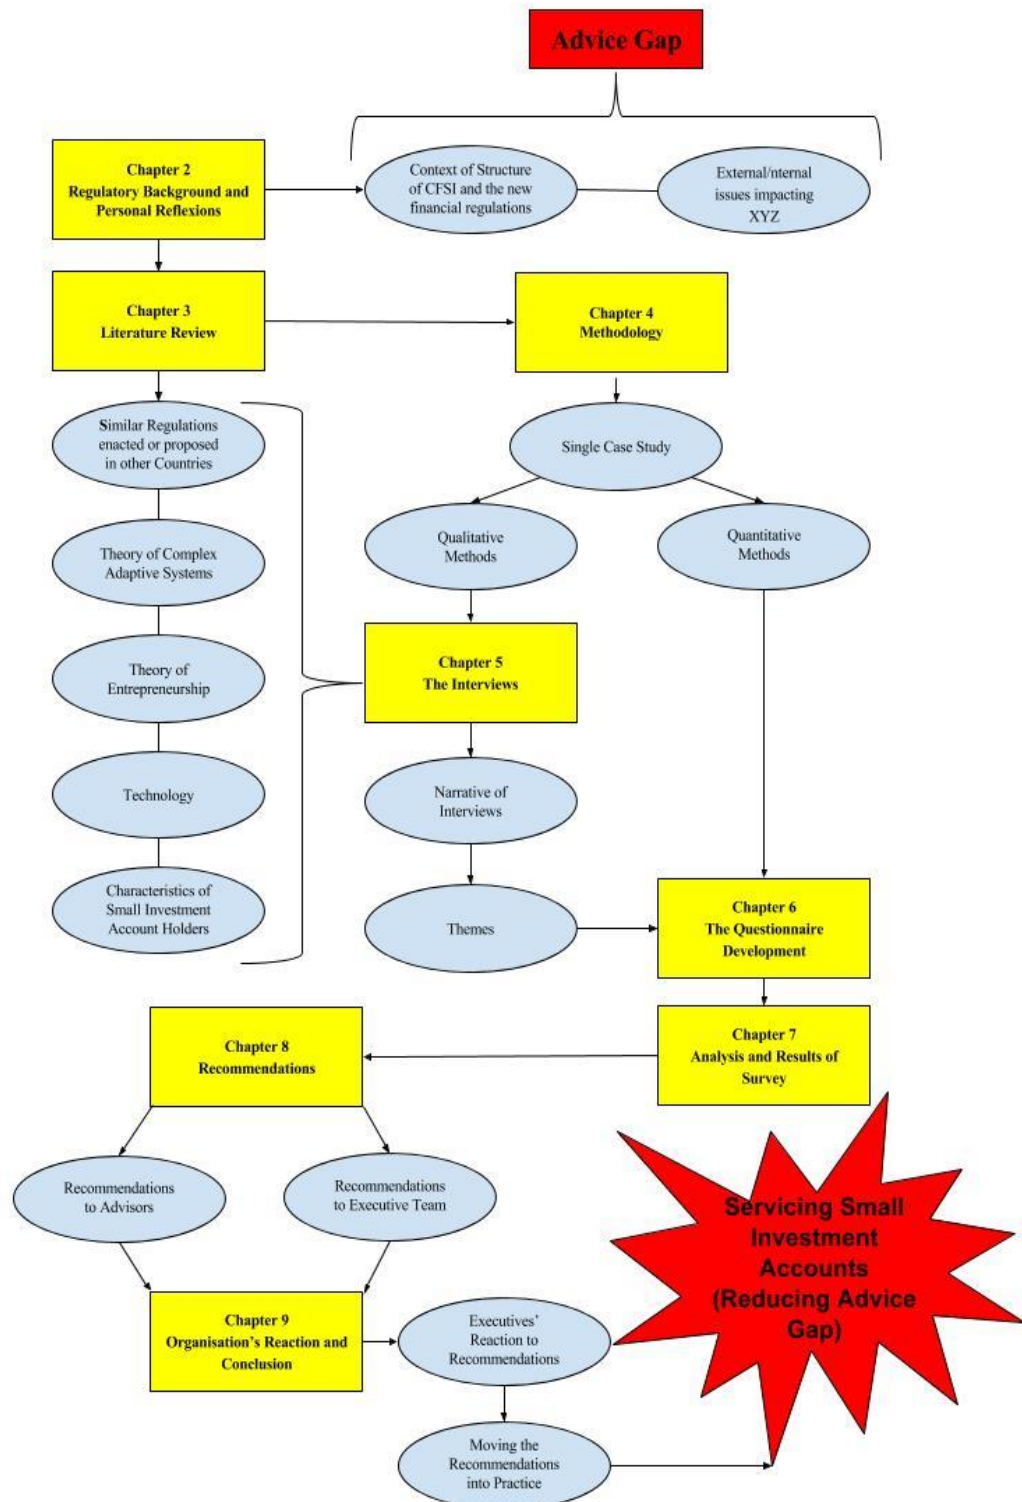 Advice Gap
Chapter 2
Regulatory Background and
Personal Reflexions
Context of Structure
of CFSI and the new
financial regulations
External/nternal
issues impacting
XYZ
Chapter 3
Literature Review
Chapter 4
Methodology
Similar Regulations
enacted or proposed
in other Countries
Single Case Study
Theory of Complex
Adaptive Systems
Qualitative
Methods
Quantitative
Methods
Theory of
Entrepreneurship
Chapter 5
The Interviews
Technology
Narrative of
Interviews
Characteristics of
Small Investment
Account Holders
Themes
Chapter 6
The Questionnaire
Development
Chapter 7
Analysis and Results of
Survey
Chapter 8
Recommendations
Recommendations
to Advisors
Recommendations
to Executive Team
Servicing Small
Investment
Accounts
(Reducing Advice
Gap)
Chapter 9
Organisation's Reaction and
Conclusion
Executives'
Reaction to
Recommendations
Moving the
Recommendations
into Practice